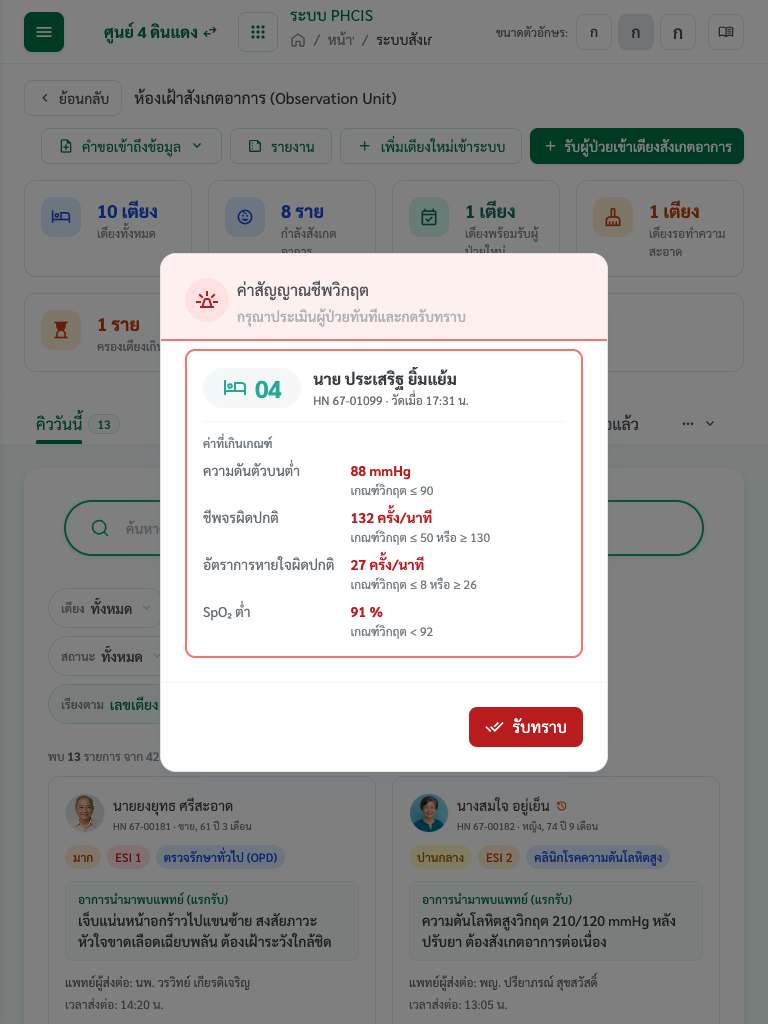 ศูนย์ 4 ดินแดง
ระบบ PHCIS
/ หน้า / ระบบสังเก
ขนาดตัวอักษร: ก ก ก
ย้อนกลับ
ห้องเฝ้าสังเกตอาการ (Observation Unit)
คำขอเข้าถึงข้อมูล
รายงาน
+ เพิ่มเตียงใหม่เข้าระบบ
+ รับผู้ป่วยเข้าเตียงสังเกตอาการ
10 เตียง
เตียงทั้งหมด
8 ราย
กำลังสังเกต
อาการ
1 เตียง
เตียงพร้อมรับผู้
ป่วยใหม่
1 เตียง
เตียงรอทำความ
สะอาด
1 ราย
ครองเตียงเกิน
ค่าสัญญาณชีพวิกฤต
กรุณาประเมินผู้ป่วยทันทีและกดรับทราบ
04
นาย ประเสริฐ ยิ้มแย้ม
HN 67-01099 · วัดเมื่อ 17:31 น.
ค่าที่เกินเกณฑ์
ความดันตัวบนต่ำ
88 mmHg
เกณฑ์วิกฤต ≤ 90
ชีพจรผิดปกติ
132 ครั้ง/นาที
เกณฑ์วิกฤต ≤ 50 หรือ ≥ 130
อัตราการหายใจผิดปกติ
27 ครั้ง/นาที
เกณฑ์วิกฤต ≤ 8 หรือ ≥ 26
SpO₂ ต่ำ
91 %
เกณฑ์วิกฤต < 92
รับทราบ
คิววันนี้ 13
แล้ว
ค้นหา
เตียง ทั้งหมด
สถานะ ทั้งหมด
เรียงตาม เลขเตียง
พบ 13 รายการ จาก 42
นายยงยุทธ ศรีสะอาด
HN 67-00181 · ชาย, 61 ปี 3 เดือน
มาก
ESI 1
ตรวจรักษาทั่วไป (OPD)
อาการนำมาพบแพทย์ (แรกรับ)
เจ็บแน่นหน้าอกร้าวไปแขนซ้าย สงสัยภาวะ
หัวใจขาดเลือดเฉียบพลัน ต้องเฝ้าระวังใกล้ชิด
แพทย์ผู้ส่งต่อ: นพ. วรวิทย์ เกียรติเจริญ
เวลาส่งต่อ: 14:20 น.
นางสมใจ อยู่เย็น
HN 67-00182 · หญิง, 74 ปี 9 เดือน
ปานกลาง
ESI 2
คลินิกโรคความดันโลหิตสูง
อาการนำมาพบแพทย์ (แรกรับ)
ความดันโลหิตสูงวิกฤต 210/120 mmHg หลัง
ปรับยา ต้องสังเกตอาการต่อเนื่อง
แพทย์ผู้ส่งต่อ: พญ. ปรียาภรณ์ สุขสวัสดิ์
เวลาส่งต่อ: 13:05 น.